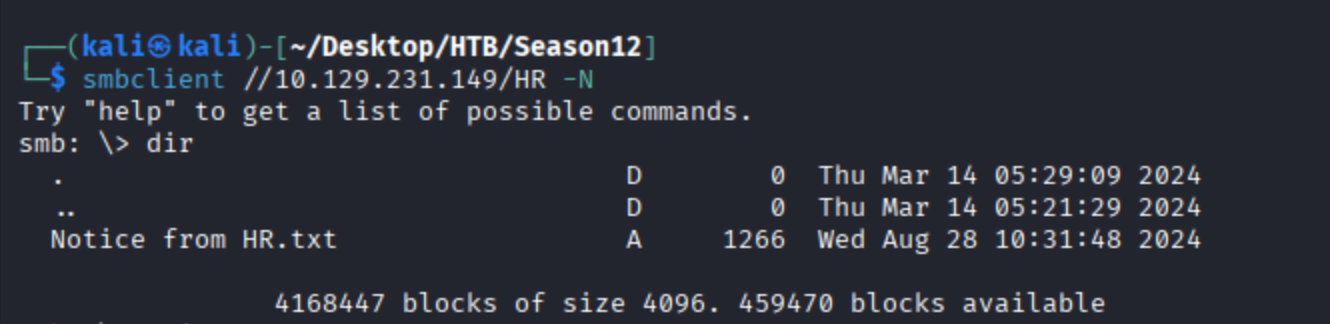 ┌──(kali㉿kali)-[~/Desktop/HTB/Season12]
└─$ smbclient //10.129.231.149/HR -N
Try "help" to get a list of possible commands.
smb: \> dir
  .                                   D        0  Thu Mar 14 05:29:09 2024
  ..                                  D        0  Thu Mar 14 05:21:29 2024
  Notice from HR.txt                  A     1266  Wed Aug 28 10:31:48 2024
                4168447 blocks of size 4096. 459470 blocks available